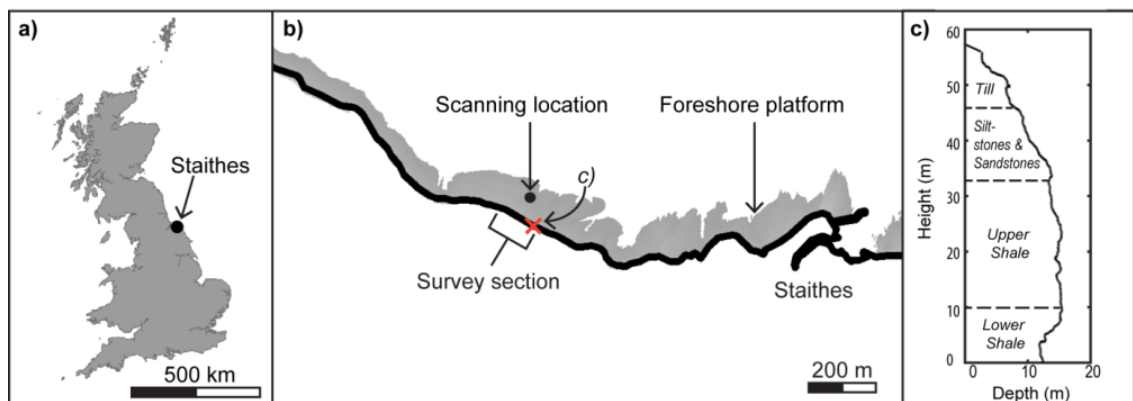 a)
Staithes
500 km
b)
Scanning location
Foreshore platform
c)
Survey section
Staithes
200 m
c)
60
50
40
30
20
10
0
Height (m)
Till
Silt-
stones &
Sandstones
Upper
Shale
Lower
Shale
0
10
20
Depth (m)